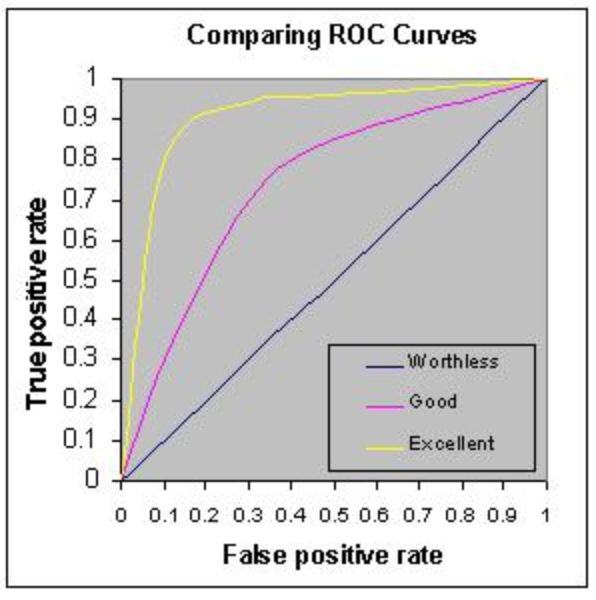 Comparing ROC Curves
True positive rate
1
0.9
0.8
0.7
0.6
0.5
0.4
0.3
0.2
0.1
0
Worthless
Good
Excellent
0 0.1 0.2 0.3 0.4 0.5 0.6 0.7 0.8 0.9 1
False positive rate